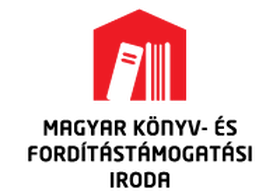 MAGYAR KÖNYV- ÉS
FORDÍTÁSTÁMOGATÁSI
IRODA